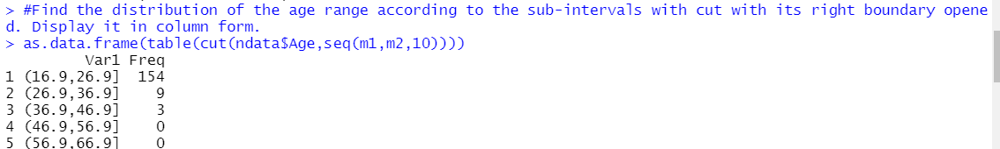 > #Find the distribution of the age range according to the sub-intervals with cut with its right boundary opene
d. Display it in column form.
> as.data.frame(table(cut(ndata$Age,seq(m1,m2,10))))
Var1 Freq
1 (16.9,26.9] 154
2 (26.9,36.9] 9
3 (36.9,46.9] 3
4 (46.9,56.9] 0
5 (56.9,66.9] 0